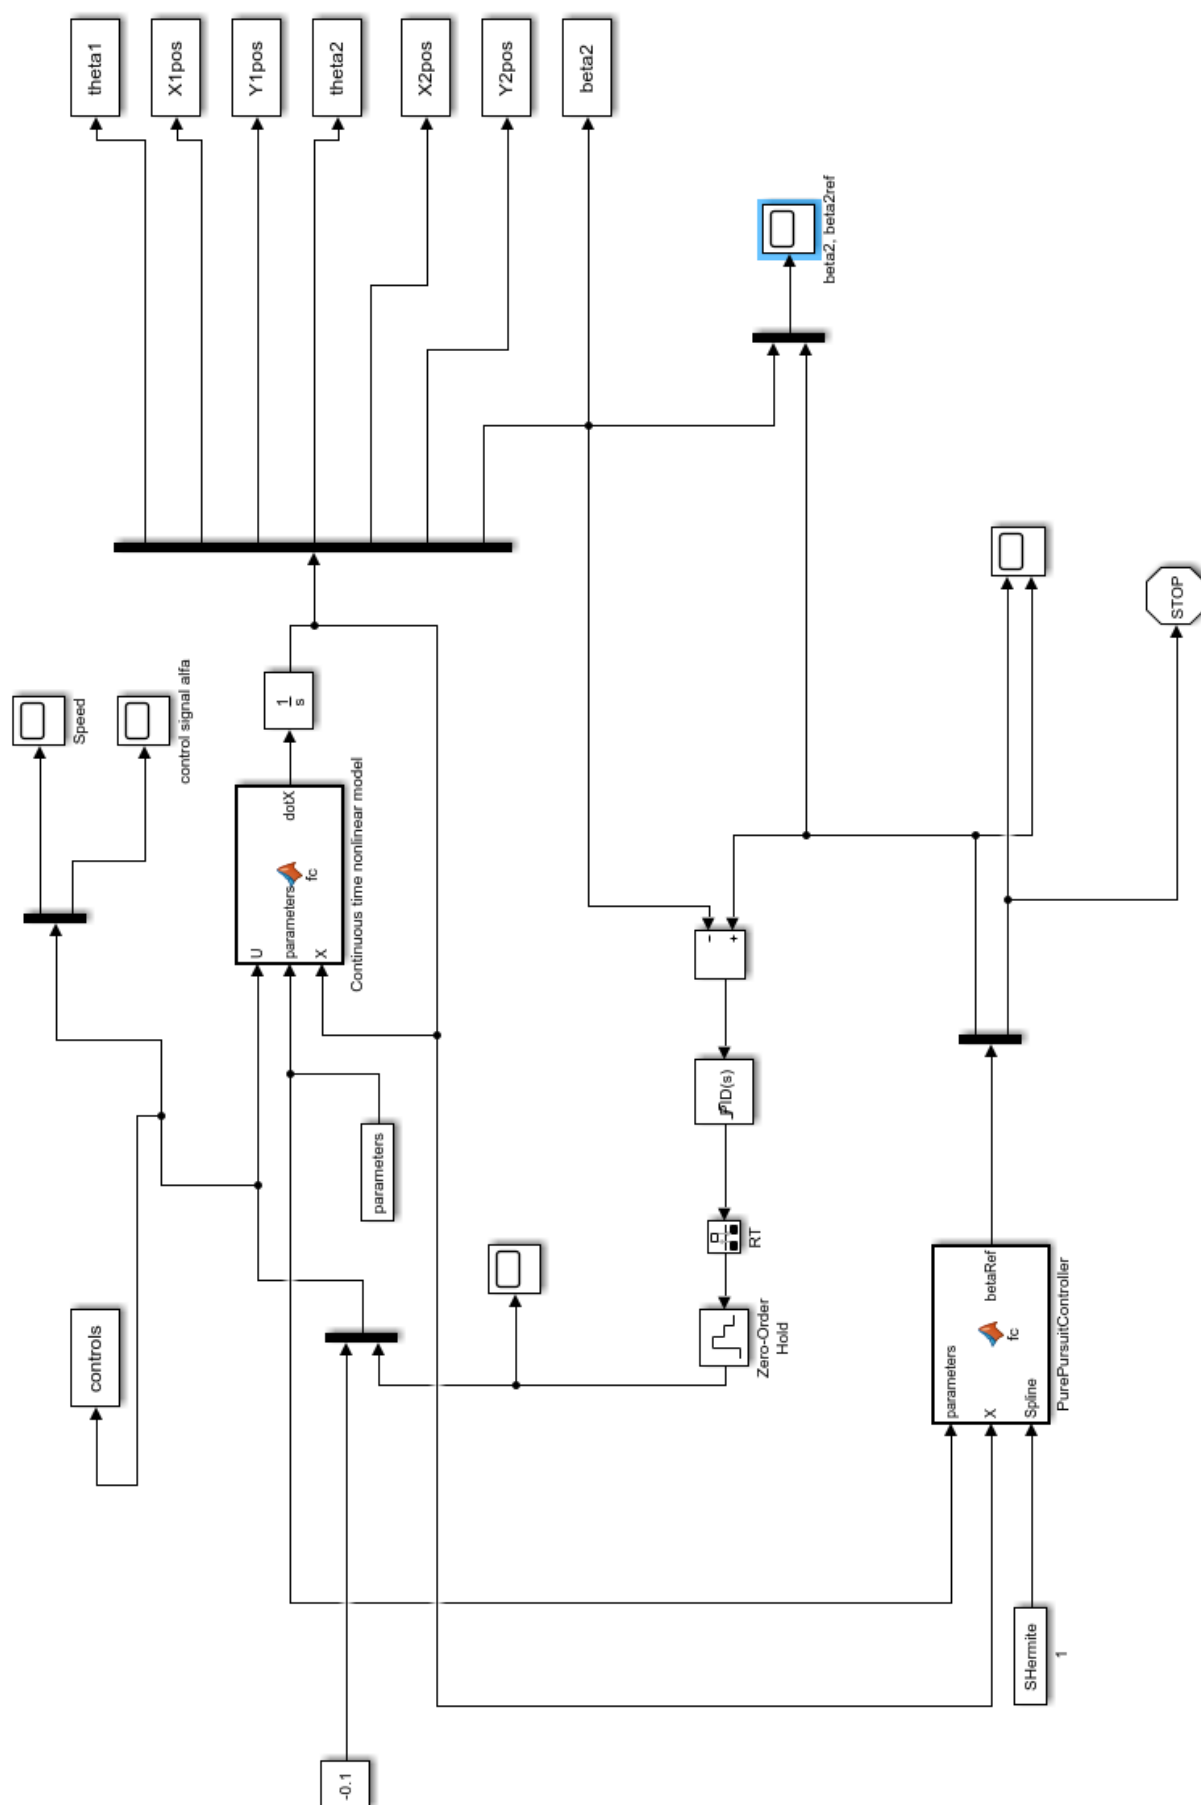 theta1
X1pos
Y1pos
theta2
X2pos
Y2pos
beta2
beta2, beta2ref
Speed
control signal alfa
1
s
U
parameters
X
fc
dotX
Continuous time nonlinear model
STOP
controls
parameters
-
+
PID(s)
RT
Zero-Order
Hold
parameters
X
Spline
fc
betaRef
PurePursuitController
SHermite
1
-0.1